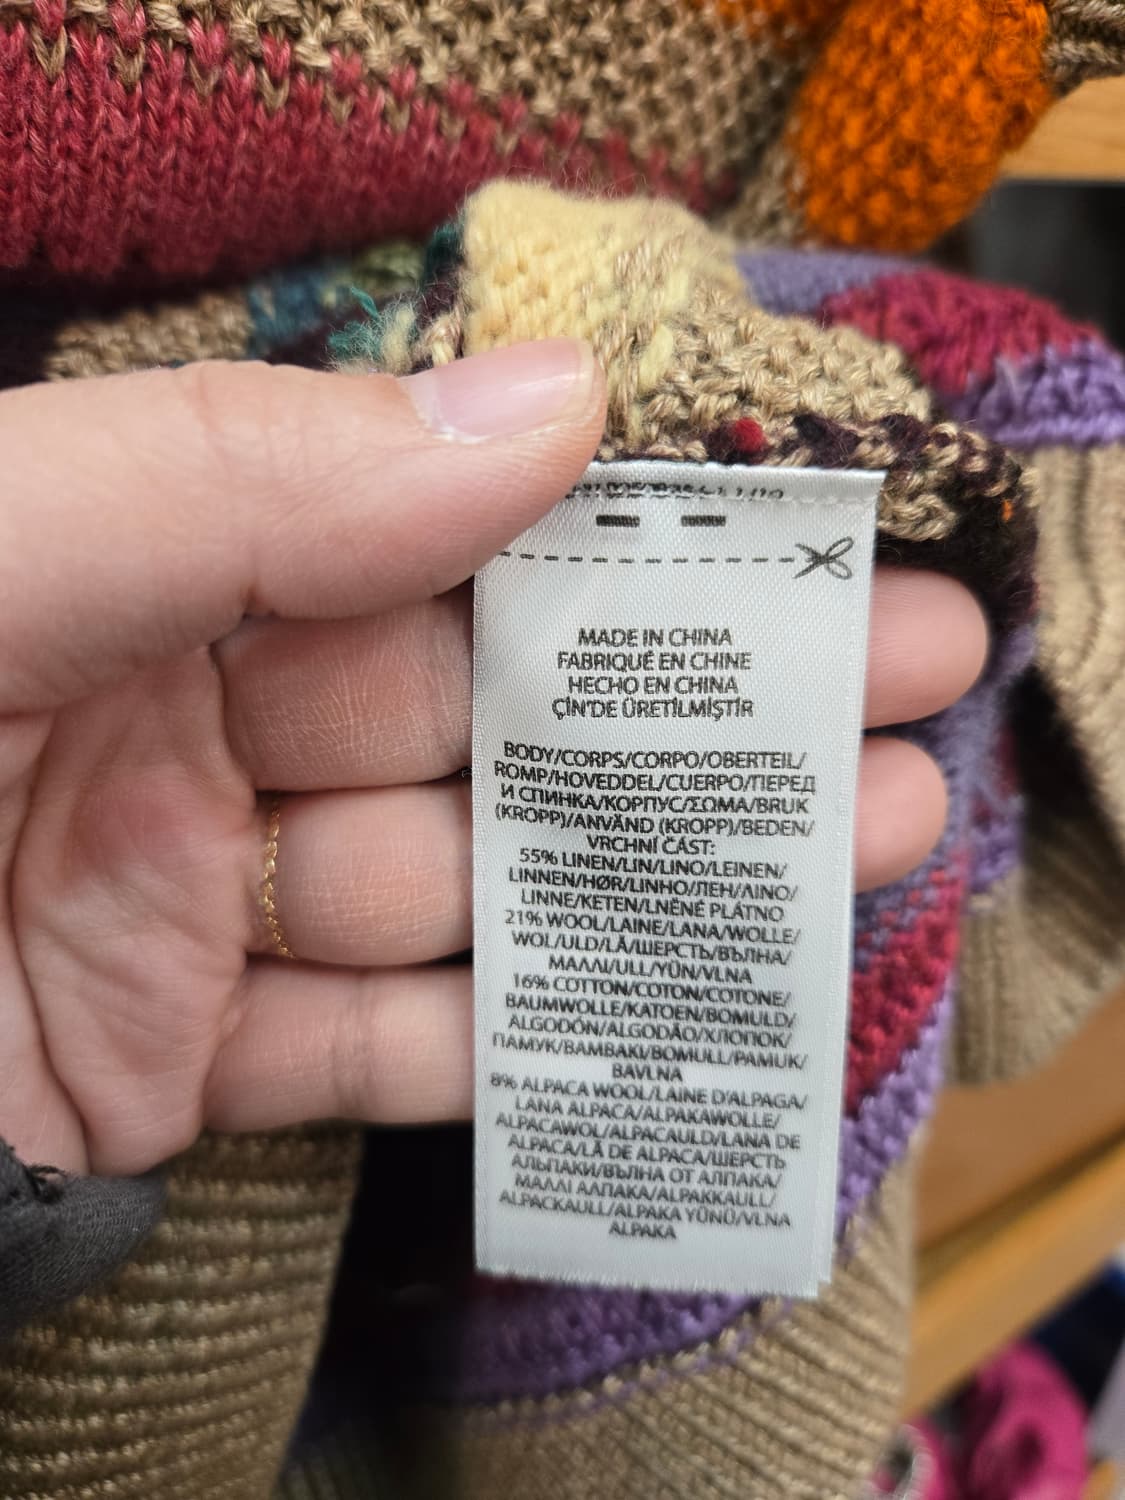 MADE IN CHINA
FABRIQUÉ EN CHINE
HECHO EN CHINA
ÇİN'DE ÜRETİLMİŞTİR
BODY/CORPS/CORPO/OBERTEIL/
ROMP/HOVEDDEL/CUERPO/ПЕРЕД
И СПИНКА/КОРПУС/ΣΩΜΑ/BRUK
(KROPP)/ANVÄND (KROPP)/BEDEN/
VRCHNÍ ČÁST:
55% LINEN/LIN/LINO/LEINEN/
LINNEN/HØR/LINHO/ЛЕН/ΛΙΝΟ/
LINNE/KETEN/LNĚNÉ PLÁTNO
21% WOOL/LAINE/LANA/WOLLE/
WOL/ULD/LÃ/ШЕРСТЬ/ВЪЛНА/
ΜΑΛΛΙ/ULL/YÜN/VLNA
16% COTTON/COTON/COTONE/
BAUMWOLLE/KATOEN/BOMULD/
ALGODÓN/ALGODÃO/ХЛОПОК/
ПАМУК/ΒΑΜΒΑΚΙ/BOMULL/PAMUK/
BAVLNA
8% ALPACA WOOL/LAINE D'ALPAGA/
LANA ALPACA/ALPAKAWOLLE/
ALPACAWOL/ALPACAULD/LANA DE
ALPACA/LÃ DE ALPACA/ШЕРСТЬ
АЛЬПАКИ/ВЪЛНА ОТ АЛПАКА/
ΜΑΛΛΙ ΑΛΠΑΚΑ/ALPAKKAULL/
ALPACKAULL/ALPAKA YÜNÜ/VLNA
ALPAKA